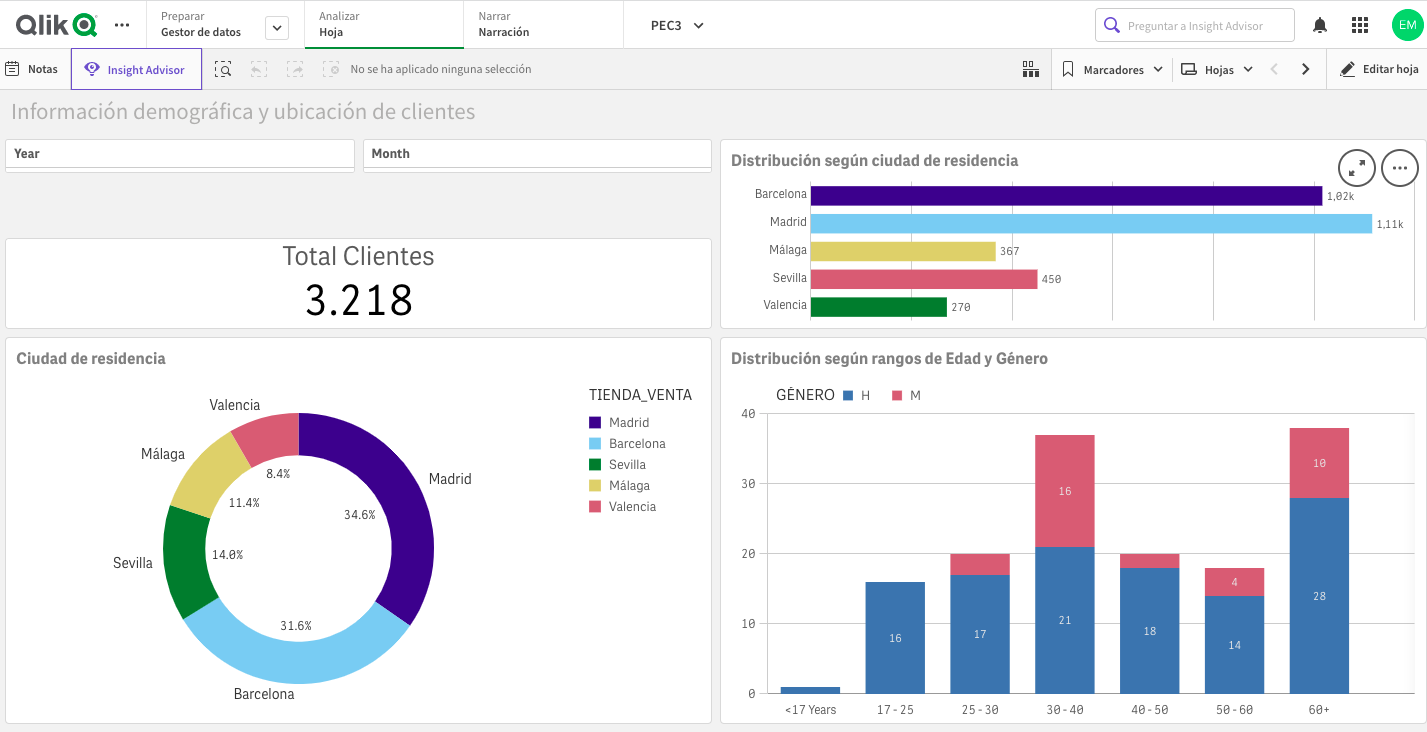 Qlik
Preparar
Gestor de datos
Analizar
Hoja
Narrar
Narración
PEC3
Preguntar a Insight Advisor
EM
Notas
Insight Advisor
No se ha aplicado ninguna selección
Marcadores
Hojas
Editar hoja
Información demográfica y ubicación de clientes
Year
Month
Total Clientes
3.218
Distribución según ciudad de residencia
Barcelona 1,02k
Madrid 1,11k
Málaga 367
Sevilla 450
Valencia 270
Ciudad de residencia
TIENDA_VENTA
Madrid
Barcelona
Sevilla
Málaga
Valencia
Valencia
8.4%
Málaga
11.4%
Madrid
34.6%
Sevilla
14.0%
31.6%
Barcelona
Distribución según rangos de Edad y Género
GÉNERO H M
40
30
20
10
0
16
17
16
21
18
4
14
10
28
<17 Years
17 - 25
25 - 30
30 - 40
40 - 50
50 - 60
60+